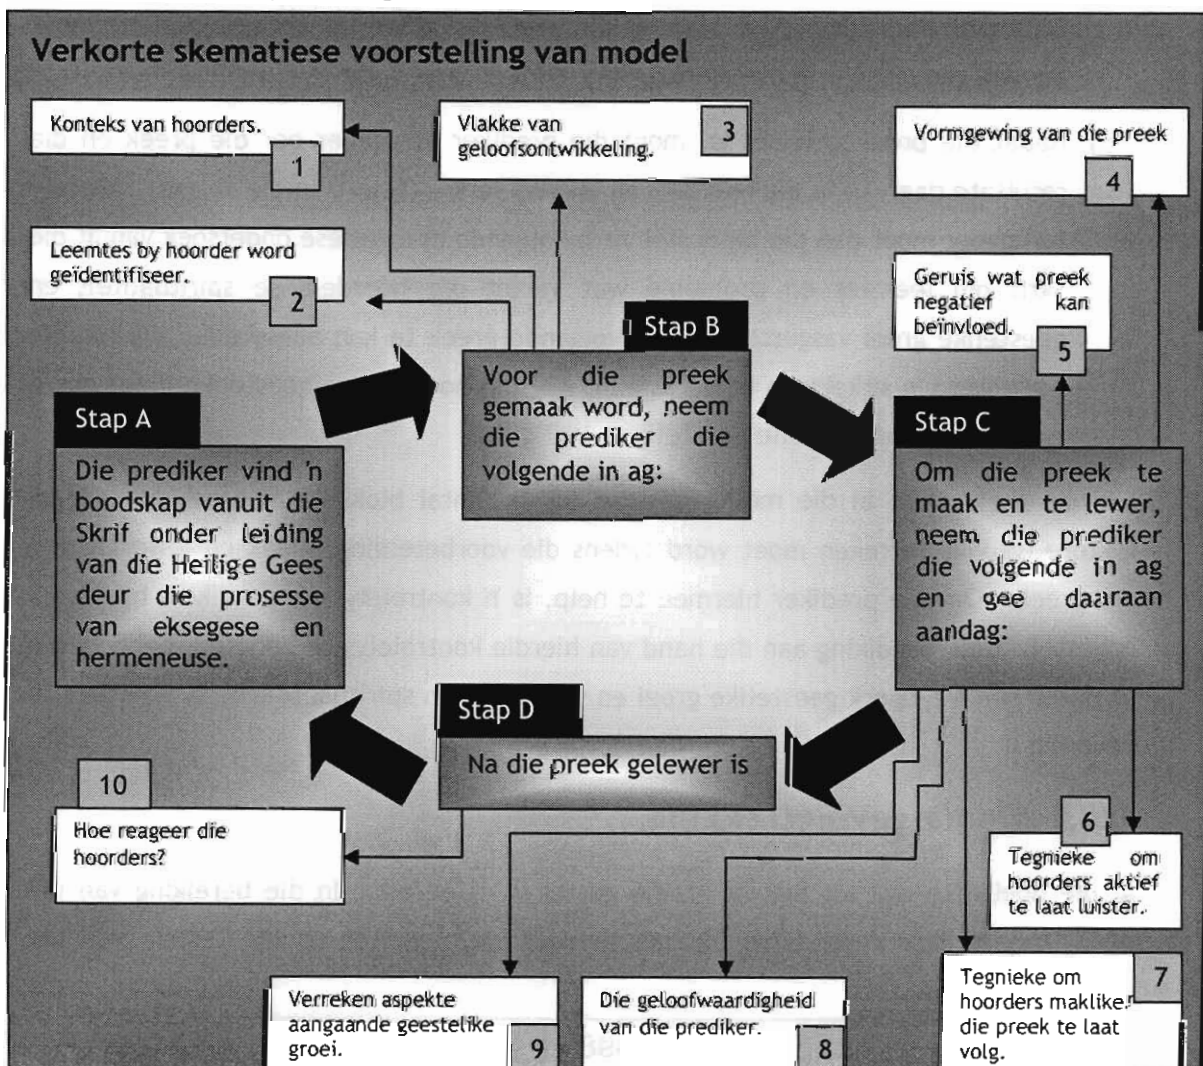 Verkorte skematiese voorstelling van model
Konteks van hoorders.
1
Leemtes by hoorder word
geïdentifiseer.
2
Vlakke van
geloofsontwikkeling.
3
Vormgewing van die preek
4
Geruis wat preek
negatief kan
beïnvloed.
5
Stap A
Die prediker vind 'n
boodskap vanuit die
Skrif onder leiding
van die Heilige Gees
deur die prosesse
van eksegese en
hermeneuse.
Stap B
Voor die preek
gemaak word, neem
die prediker die
volgende in ag:
Stap C
Om die preek te
maak en te lewer,
neem die prediker
die volgende in ag
en gee daaraan
aandag:
Stap D
Na die preek gelewer is
10
Hoe reageer die
hoorders?
6
Tegnieke om
hoorders aktief
te laat luister.
7
Tegnieke om
hoorders maklike
die preek te laat
volg.
Die geloofwaardigheid
van die prediker.
8
Verreken aspekte
aangaande geestelike
groei.
9